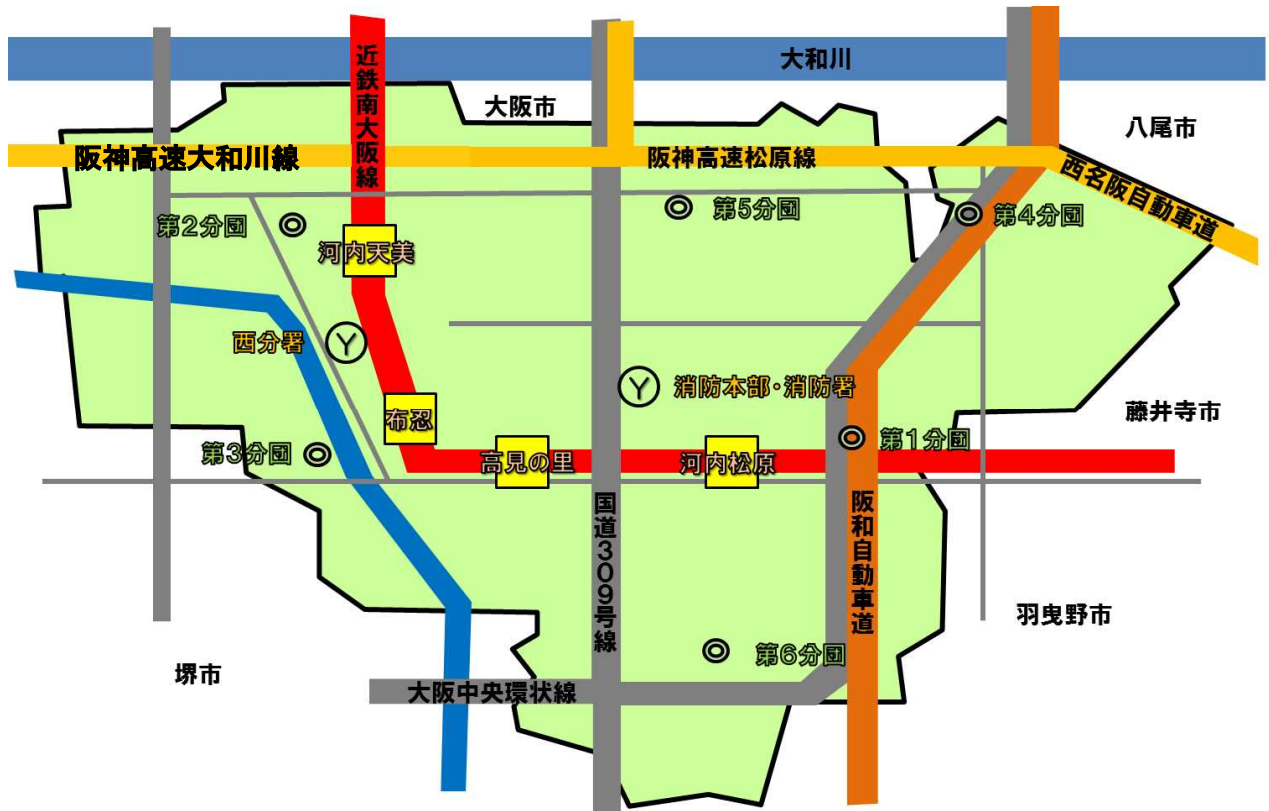 大和川
近鉄南大阪線
大阪市
八尾市
阪神高速大和川線
阪神高速松原線
西名阪自動車道
第2分団
第5分団
第4分団
河内天美
西分署
Y
Y
消防本部・消防署
布忍
藤井寺市
第1分団
第3分団
高見の里
河内松原
国道309号線
阪和自動車道
羽曳野市
第6分団
堺市
大阪中央環状線